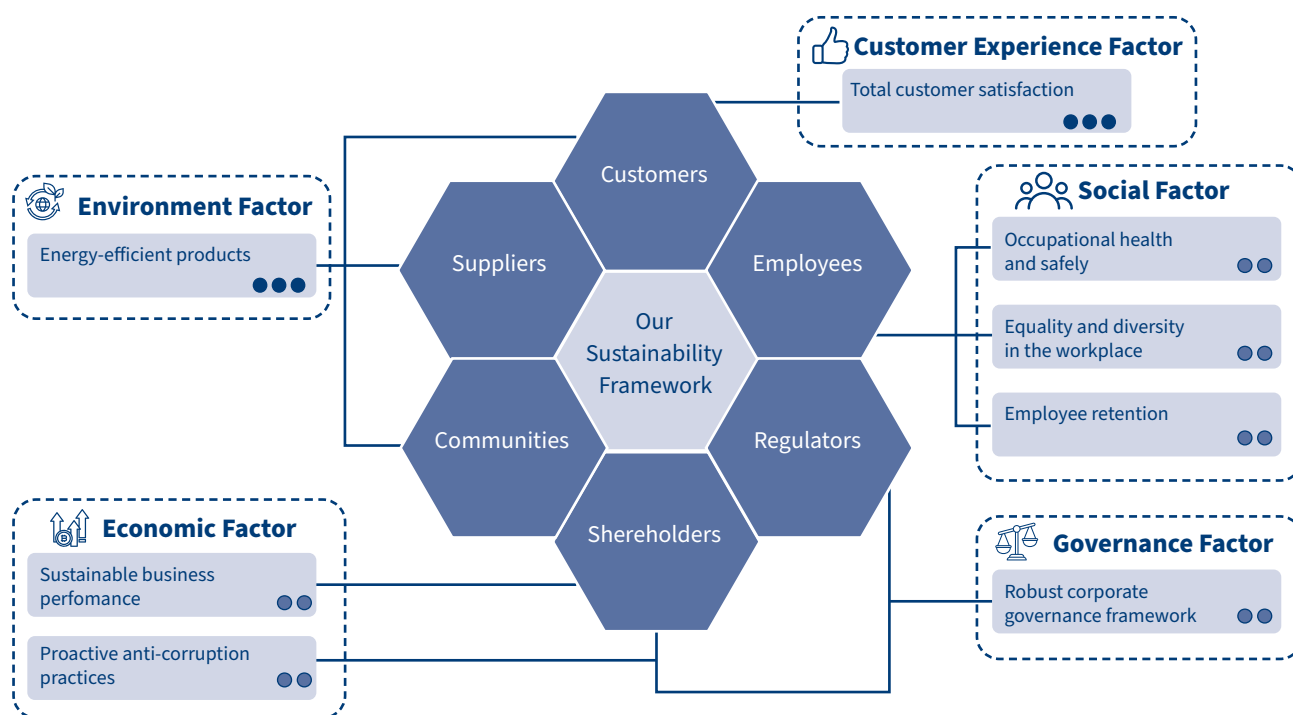 Customer Experience Factor
Total customer satisfaction
Environment Factor
Energy-efficient products
Social Factor
Occupational health
and safely
Equality and diversity
in the workplace
Employee retention
Customers
Suppliers
Employees
Our
Sustainability
Framework
Communities
Regulators
Shereholders
Economic Factor
Sustainable business
perfomance
Proactive anti-corruption
practices
Governance Factor
Robust corporate
governance framework